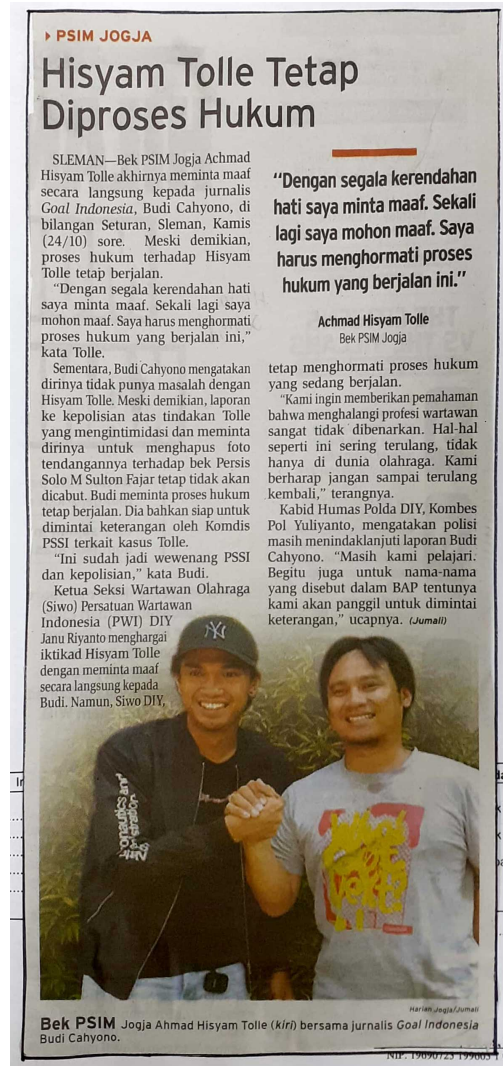 PSIM JOGJA
Hisyam Tolle Tetap
Diproses Hukum
SLEMAN—Bek PSIM Jogja Achmad
Hisyam Tolle akhirnya meminta maaf
secara langsung kepada jurnalis
Goal Indonesia, Budi Cahyono, di
bilangan Seturan, Sleman, Kamis
(24/10) sore. Meski demikian,
proses hukum terhadap Hisyam
Tolle tetap berjalan.
“Dengan segala kerendahan hati
saya minta maaf. Sekali lagi saya
mohon maaf. Saya harus menghormati
proses hukum yang berjalan ini,”
kata Tolle.
Sementara, Budi Cahyono mengatakan
dirinya tidak punya masalah dengan
Hisyam Tolle. Meski demikian, laporan
ke kepolisian atas tindakan Tolle
yang mengintimidasi dan meminta
dirinya untuk menghapus foto
tendangannya terhadap bek Persis
Solo M Sulton Fajar tetap tidak akan
dicabut. Budi meminta proses hukum
tetap berjalan. Dia bahkan siap untuk
dimintai keterangan oleh Komdis
PSSI terkait kasus Tolle.
“Ini sudah jadi wewenang PSSI
dan kepolisian,” kata Budi.
Ketua Seksi Wartawan Olahraga
(Siwo) Persatuan Wartawan
Indonesia (PWI) DIY
Janu Riyanto menghargai
iktikad Hisyam Tolle
dengan meminta maaf
secara langsung kepada
Budi. Namun, Siwo DIY,
“Dengan segala kerendahan
hati saya minta maaf. Sekali
lagi saya mohon maaf. Saya
harus menghormati proses
hukum yang berjalan ini.”
Achmad Hisyam Tolle
Bek PSIM Jogja
tetap menghormati proses hukum
yang sedang berjalan.
“Kami ingin memberikan pemahaman
bahwa menghalangi profesi wartawan
sangat tidak dibenarkan. Hal-hal
seperti ini sering terulang, tidak
hanya di dunia olahraga. Kami
berharap jangan sampai terulang
kembali,” terangnya.
Kabid Humas Polda DIY, Kombes
Pol Yuliyanto, mengatakan polisi
masih menindaklanjuti laporan Budi
Cahyono. “Masih kami pelajari.
Begitu juga untuk nama-nama
yang disebut dalam BAP tentunya
kami akan panggil untuk dimintai
keterangan,” ucapnya. (Jumali)
NY
Harian Jogja/Jumali
Bek PSIM Jogja Ahmad Hisyam Tolle (kiri) bersama jurnalis Goal Indonesia
Budi Cahyono.